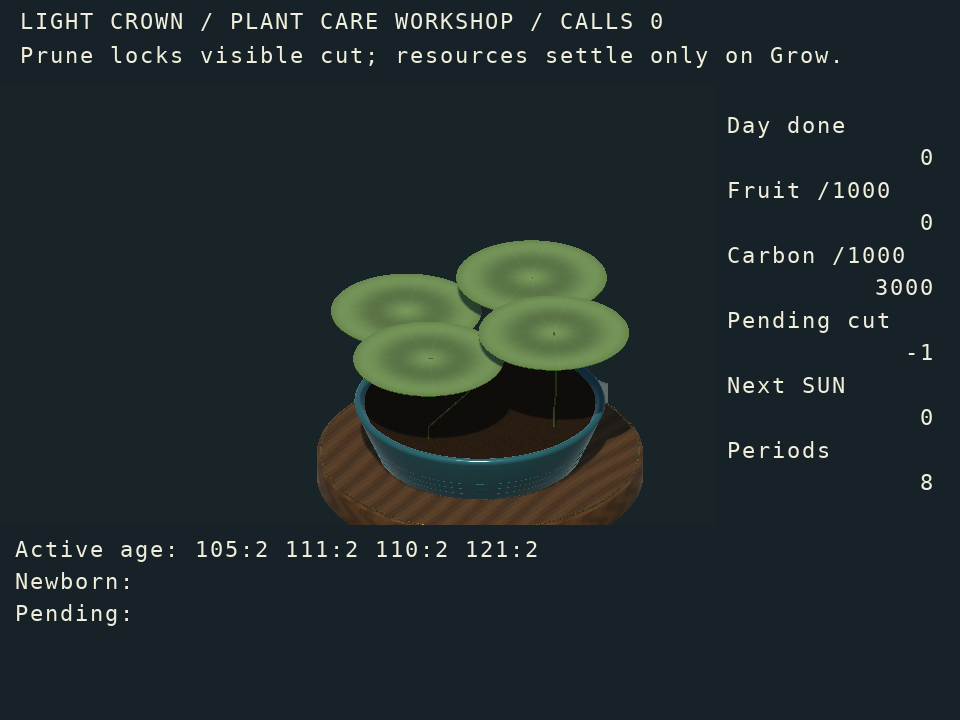 LIGHT CROWN / PLANT CARE WORKSHOP / CALLS 0
Prune locks visible cut; resources settle only on Grow.
Day done
0
Fruit /1000
0
Carbon /1000
3000
Pending cut
-1
Next SUN
0
Periods
8
Active age: 105:2 111:2 110:2 121:2
Newborn:
Pending: